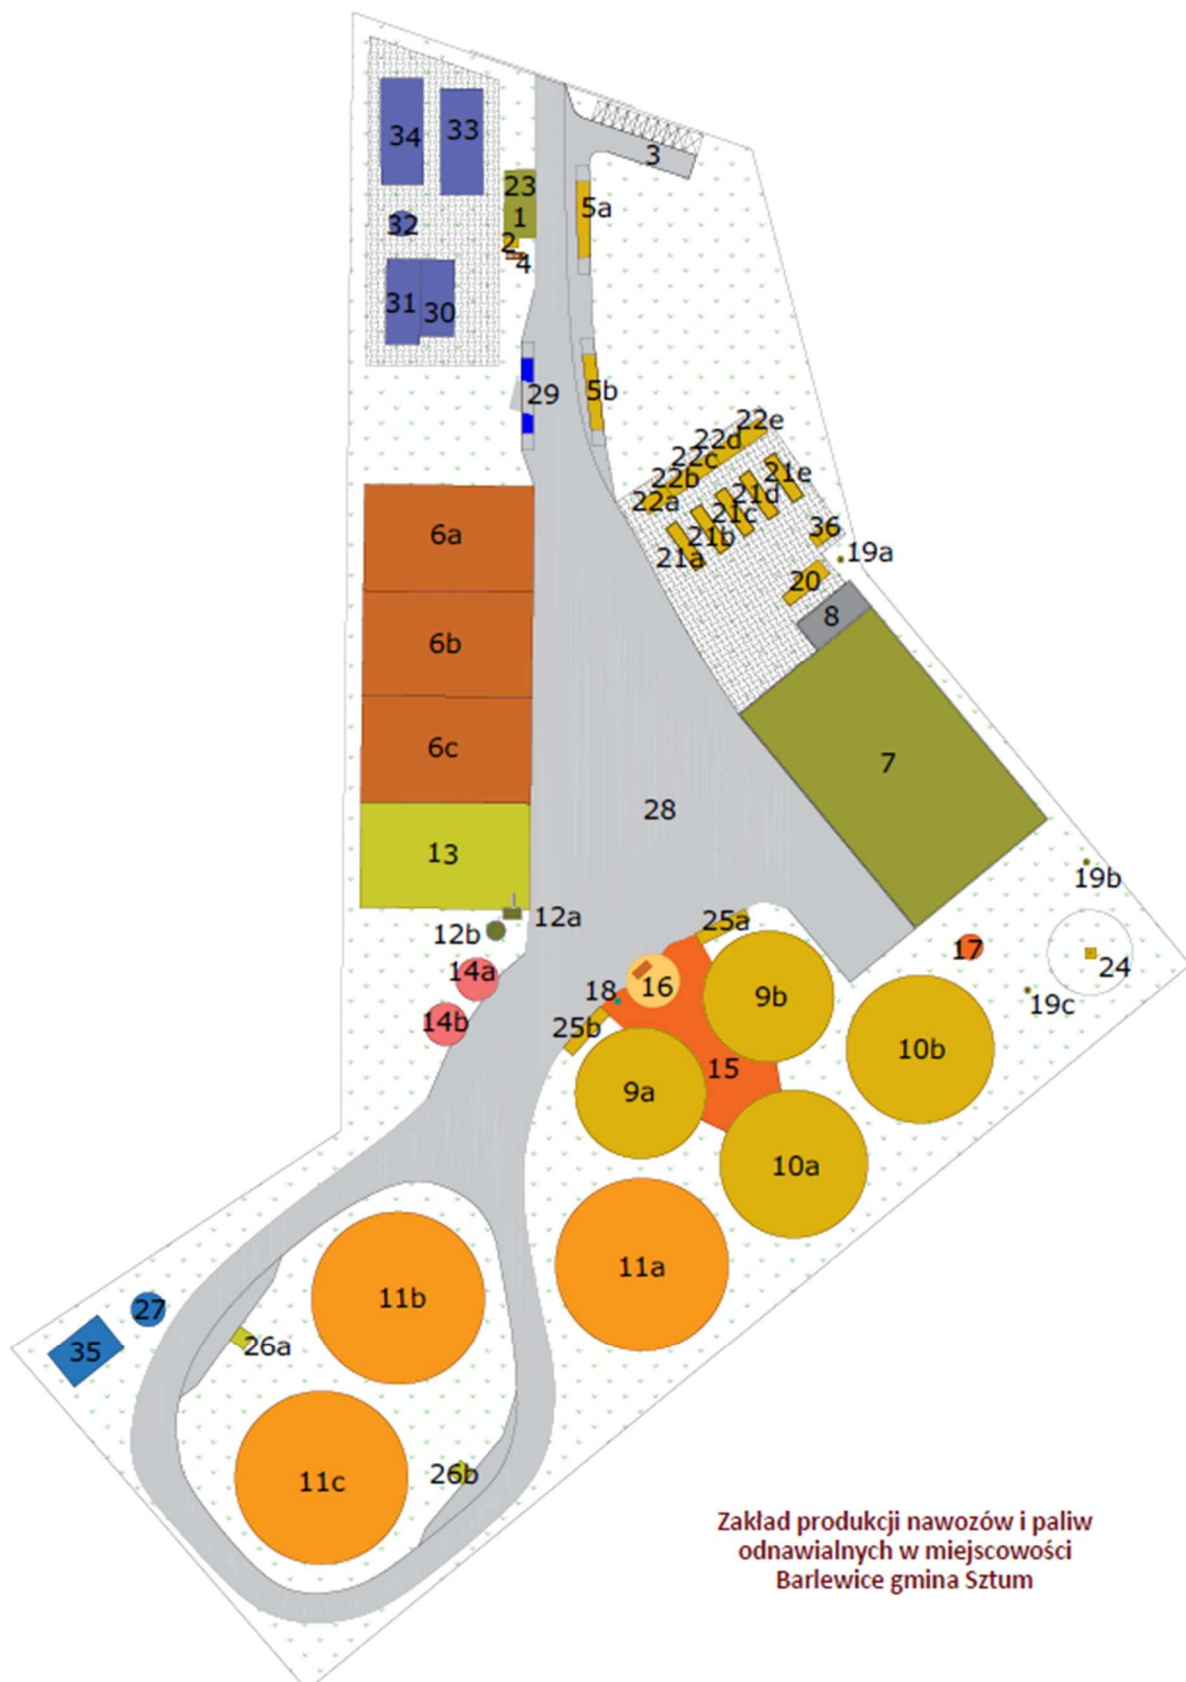 34
33
3
23
1
5a
32
2
4
31
30
29
5b
22e
22d
22c
22b
22a
21e
21d
21c
21b
21a
36
19a
20
8
6a
6b
6c
7
28
13
12a
12b
25a
19b
17
24
14a
16
18
9b
19c
14b
25b
10b
15
9a
10a
11a
11b
27
26a
35
26b
11c
Zakład produkcji nawozów i paliw
odnawialnych w miejscowości
Barlewice gmina Sztum